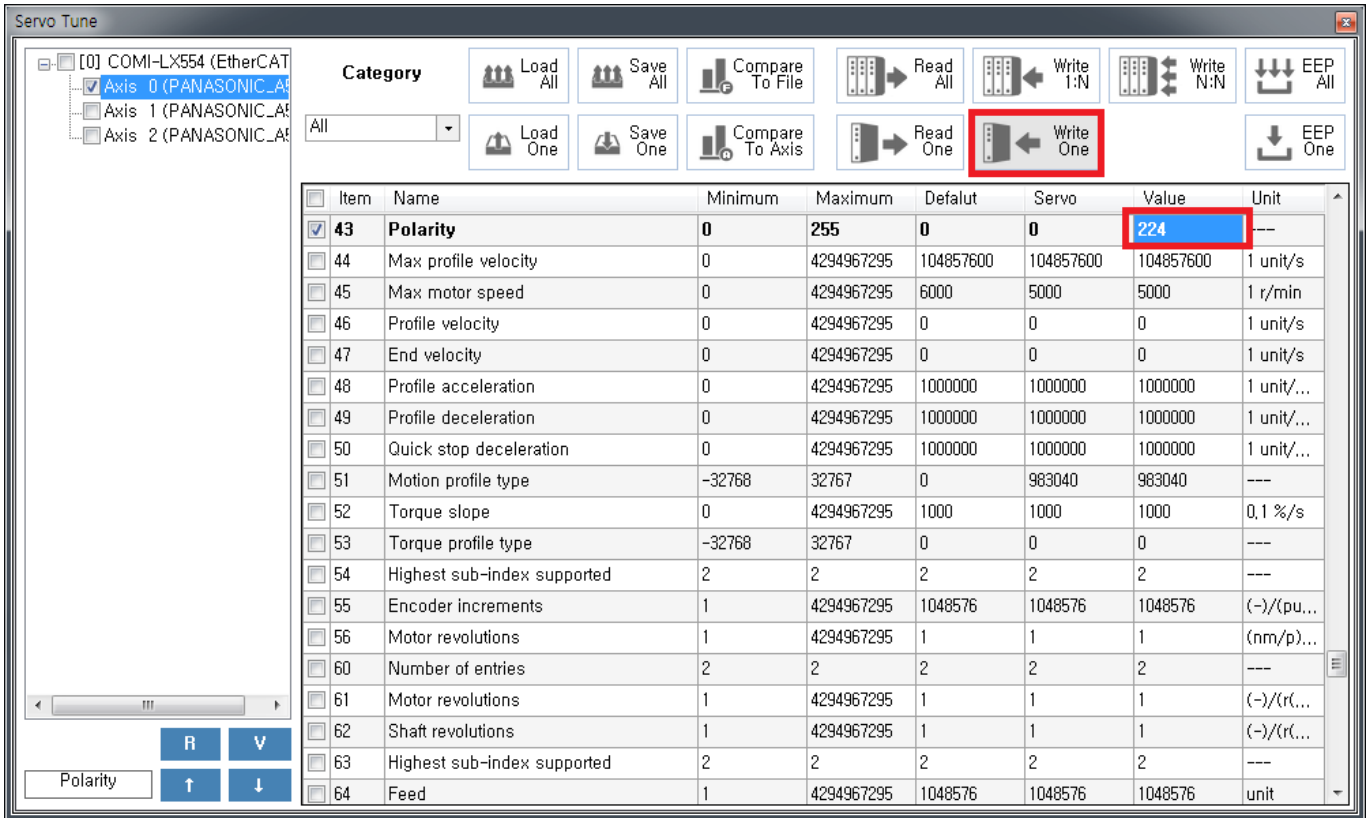 Servo Tune
[0] COMI-LX554 (EtherCAT
Axis 0 (PANASONIC_A5
Axis 1 (PANASONIC_A5
Axis 2 (PANASONIC_A5
Category
All
Load All
Save All
Compare To File
Read All
Write 1:N
Write N:N
EEP All
Load One
Save One
Compare To Axis
Read One
Write One
EEP One
Item Name Minimum Maximum Defalut Servo Value Unit
43 Polarity 0 255 0 0 224 ---
44 Max profile velocity 0 4294967295 104857600 104857600 104857600 1 unit/s
45 Max motor speed 0 4294967295 6000 5000 5000 1 r/min
46 Profile velocity 0 4294967295 0 0 0 1 unit/s
47 End velocity 0 4294967295 0 0 0 1 unit/s
48 Profile acceleration 0 4294967295 1000000 1000000 1000000 1 unit/...
49 Profile deceleration 0 4294967295 1000000 1000000 1000000 1 unit/...
50 Quick stop deceleration 0 4294967295 1000000 1000000 1000000 1 unit/...
51 Motion profile type -32768 32767 0 983040 983040 ---
52 Torque slope 0 4294967295 1000 1000 1000 0.1 %/s
53 Torque profile type -32768 32767 0 0 0 ---
54 Highest sub-index supported 2 2 2 2 2 ---
55 Encoder increments 1 4294967295 1048576 1048576 1048576 (-)/(pu...
56 Motor revolutions 1 4294967295 1 1 1 (nm/p)...
60 Number of entries 2 2 2 2 2 ---
61 Motor revolutions 1 4294967295 1 1 1 (-)/(r(...
62 Shaft revolutions 1 4294967295 1 1 1 (-)/(r(...
63 Highest sub-index supported 2 2 2 2 2 ---
64 Feed 1 4294967295 1048576 1048576 1048576 unit
R V
Polarity ↑ ↓